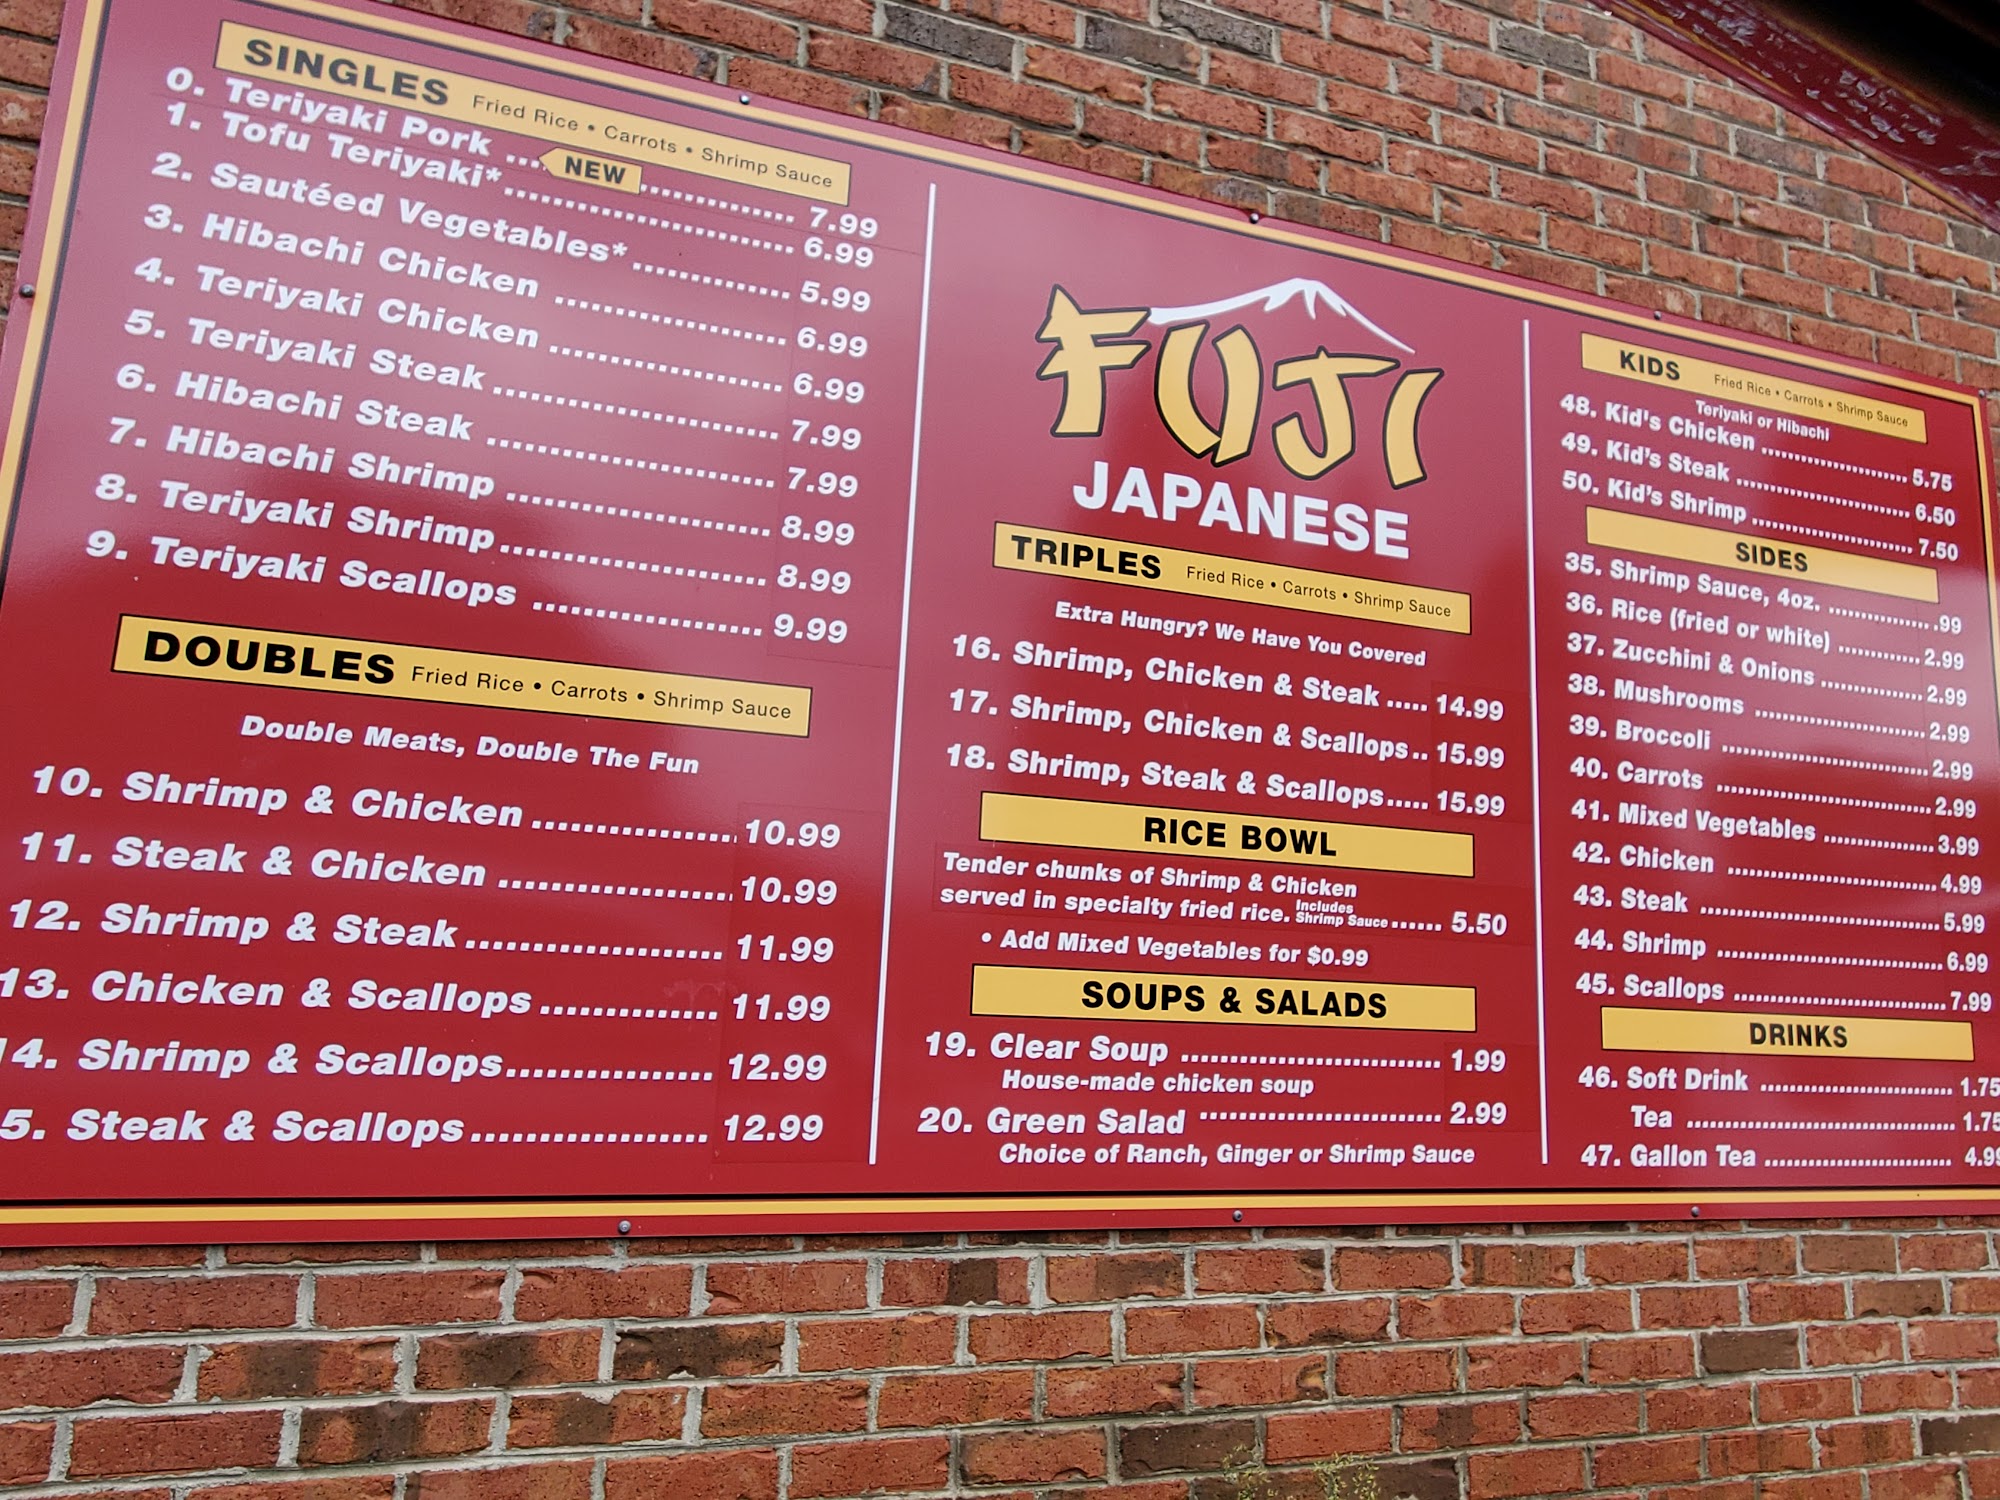 SINGLES Fried Rice • Carrots • Shrimp Sauce
0. Teriyaki Pork ... NEW ............. 7.99
1. Tofu Teriyaki* ............. 6.99
2. Sautéed Vegetables* ............. 5.99
3. Hibachi Chicken ............. 6.99
4. Teriyaki Chicken ............. 6.99
5. Teriyaki Steak ............. 7.99
6. Hibachi Steak ............. 7.99
7. Hibachi Shrimp ............. 8.99
8. Teriyaki Shrimp ............. 8.99
9. Teriyaki Scallops ............. 9.99
DOUBLES Fried Rice • Carrots • Shrimp Sauce
Double Meats, Double The Fun
10. Shrimp & Chicken ............. 10.99
11. Steak & Chicken ............. 10.99
12. Shrimp & Steak ............. 11.99
13. Chicken & Scallops ............. 11.99
14. Shrimp & Scallops ............. 12.99
5. Steak & Scallops ............. 12.99
FUJI
JAPANESE
TRIPLES Fried Rice • Carrots • Shrimp Sauce
Extra Hungry? We Have You Covered
16. Shrimp, Chicken & Steak ..... 14.99
17. Shrimp, Chicken & Scallops .. 15.99
18. Shrimp, Steak & Scallops ..... 15.99
RICE BOWL
Tender chunks of Shrimp & Chicken
served in specialty fried rice. Includes Shrimp Sauce ...... 5.50
• Add Mixed Vegetables for $0.99
SOUPS & SALADS
19. Clear Soup ............. 1.99
House-made chicken soup
20. Green Salad ............. 2.99
Choice of Ranch, Ginger or Shrimp Sauce
KIDS Fried Rice • Carrots • Shrimp Sauce
Teriyaki or Hibachi
48. Kid's Chicken ............. 5.75
49. Kid's Steak ............. 6.50
50. Kid's Shrimp ............. 7.50
SIDES
35. Shrimp Sauce, 4oz. ............. .99
36. Rice (fried or white) ............. 2.99
37. Zucchini & Onions ............. 2.99
38. Mushrooms ............. 2.99
39. Broccoli ............. 2.99
40. Carrots ............. 2.99
41. Mixed Vegetables ............. 3.99
42. Chicken ............. 4.99
43. Steak ............. 5.99
44. Shrimp ............. 6.99
45. Scallops ............. 7.99
DRINKS
46. Soft Drink ............. 1.75
Tea ............. 1.75
47. Gallon Tea ............. 4.99